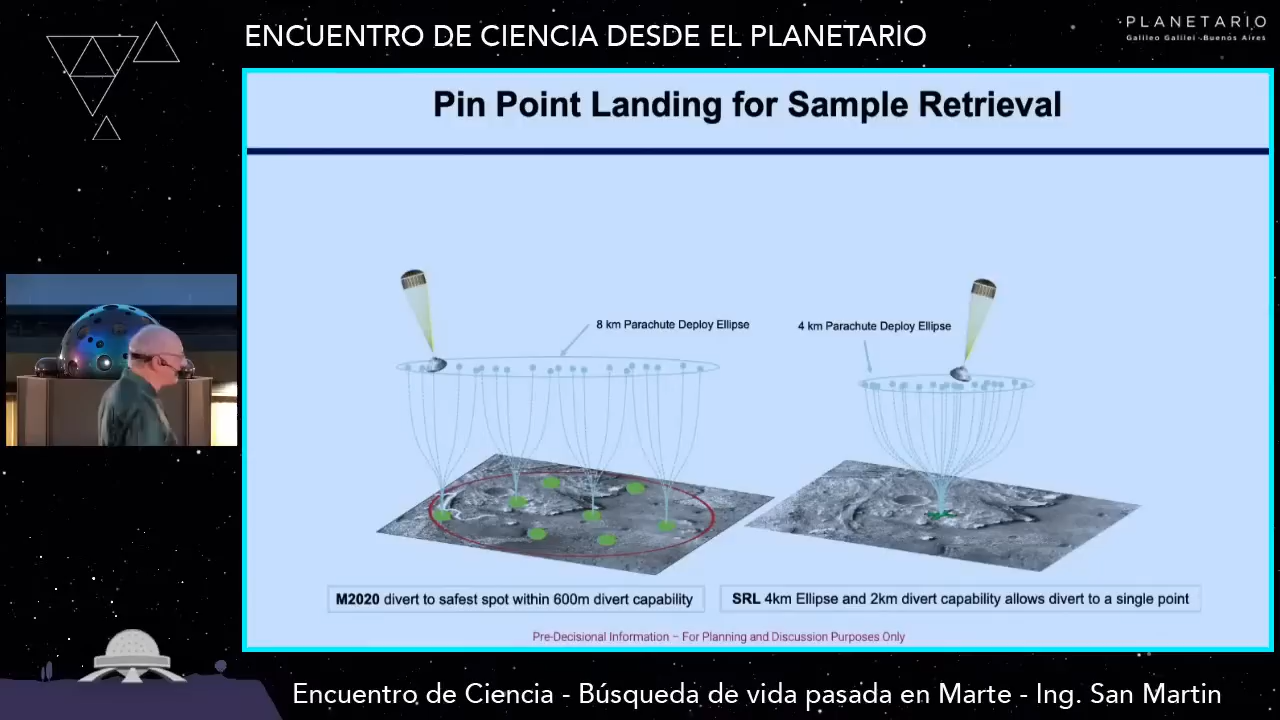 ENCUENTRO DE CIENCIA DESDE EL PLANETARIO
PLANETARIO
Galileo Galilei - Buenos Aires
Pin Point Landing for Sample Retrieval
8 km Parachute Deploy Ellipse
4 km Parachute Deploy Ellipse
M2020 divert to safest spot within 600m divert capability
SRL 4km Ellipse and 2km divert capability allows divert to a single point
Pre-Decisional Information – For Planning and Discussion Purposes Only
Encuentro de Ciencia - Búsqueda de vida pasada en Marte - Ing. San Martin